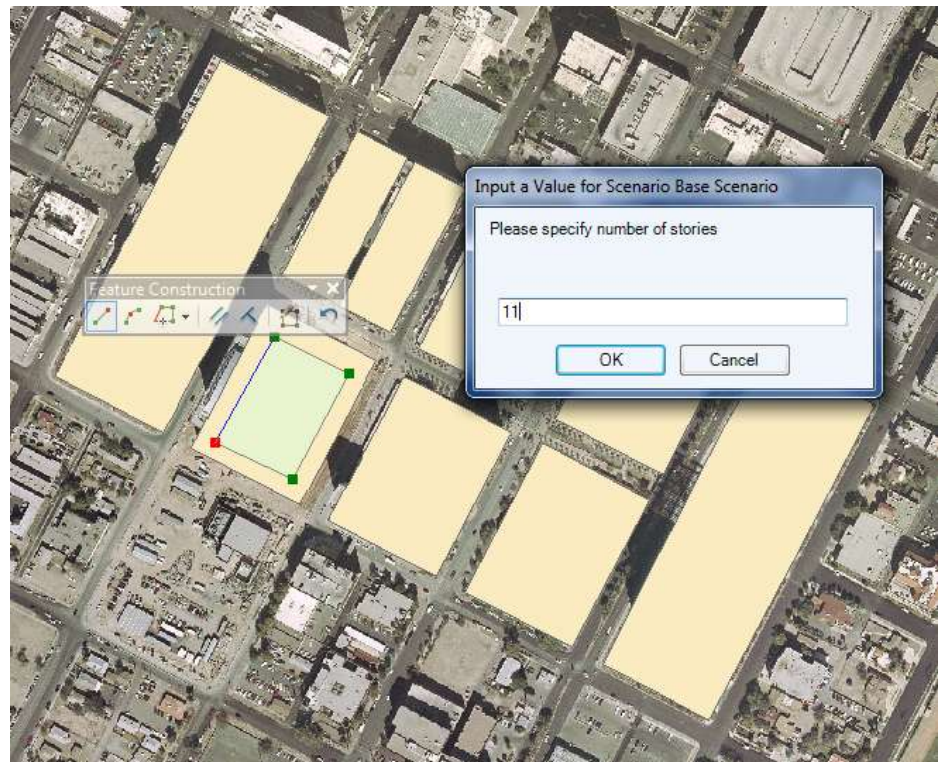 Input a Value for Scenario Base Scenario
Please specify number of stories
Feature Construction
11
OK
Cancel